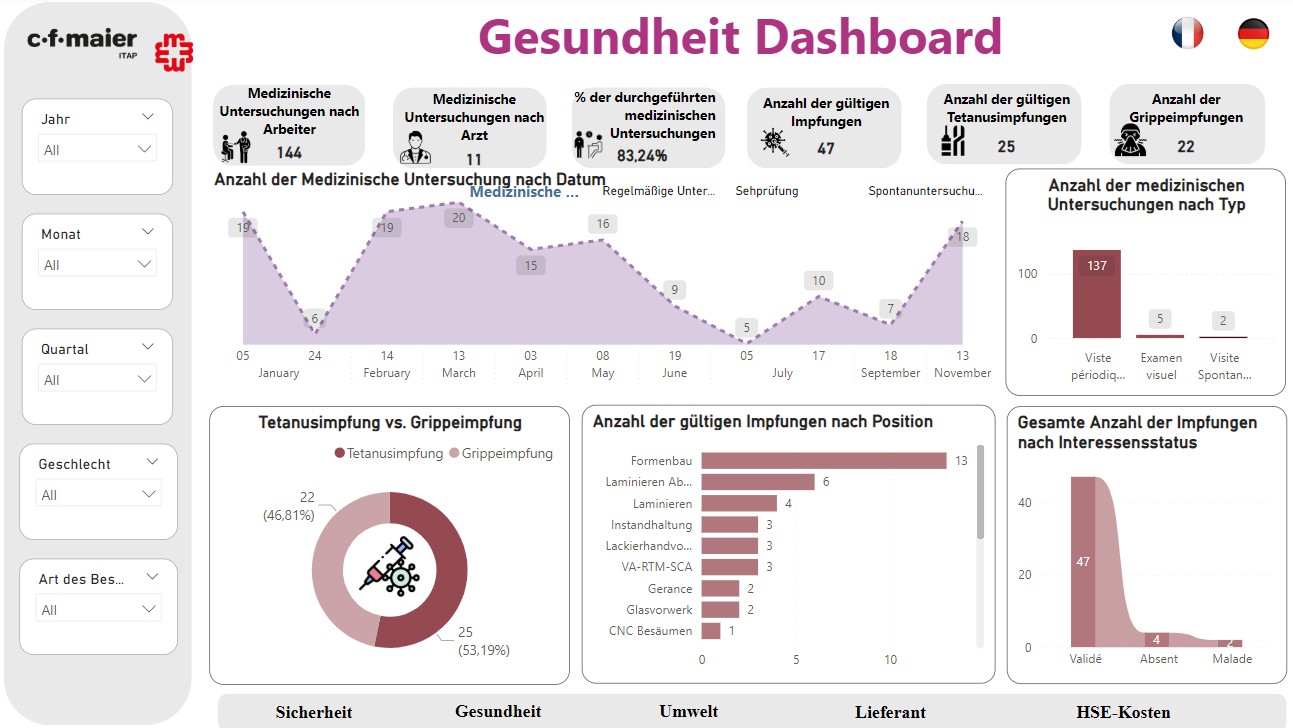 c·f·maier
ITAP
Gesundheit Dashboard
Jahr
All
Monat
All
Quartal
All
Geschlecht
All
Art des Bes...
All
Medizinische
Untersuchungen nach
Arbeiter
144
Medizinische
Untersuchungen nach
Arzt
11
% der durchgeführten
medizinischen
Untersuchungen
83,24%
Anzahl der gültigen
Impfungen
47
Anzahl der gültigen
Tetanusimpfungen
25
Anzahl der
Grippeimpfungen
22
Anzahl der Medizinische Untersuchung nach Datum
Medizinische ... Regelmäßige Unter... Sehprüfung Spontanuntersuchu...
19 6 19 20 15 16 9 5 10 7 18
05 24 14 13 03 08 19 05 17 18 13
January February March April May June July September November
Anzahl der medizinischen
Untersuchungen nach Typ
100
0
137 5 2
Viste Examen Visite
périodiq... visuel Spontan...
Tetanusimpfung vs. Grippeimpfung
Tetanusimpfung Grippeimpfung
22
(46,81%)
25
(53,19%)
Anzahl der gültigen Impfungen nach Position
Formenbau 13
Laminieren Ab... 6
Laminieren 4
Instandhaltung 3
Lackierhandvo... 3
VA-RTM-SCA 3
Gerance 2
Glasvorwerk 2
CNC Besäumen 1
0 5 10
Gesamte Anzahl der Impfungen
nach Interessensstatus
40
20
0
47 4 2
Validé Absent Malade
Sicherheit Gesundheit Umwelt Lieferant HSE-Kosten